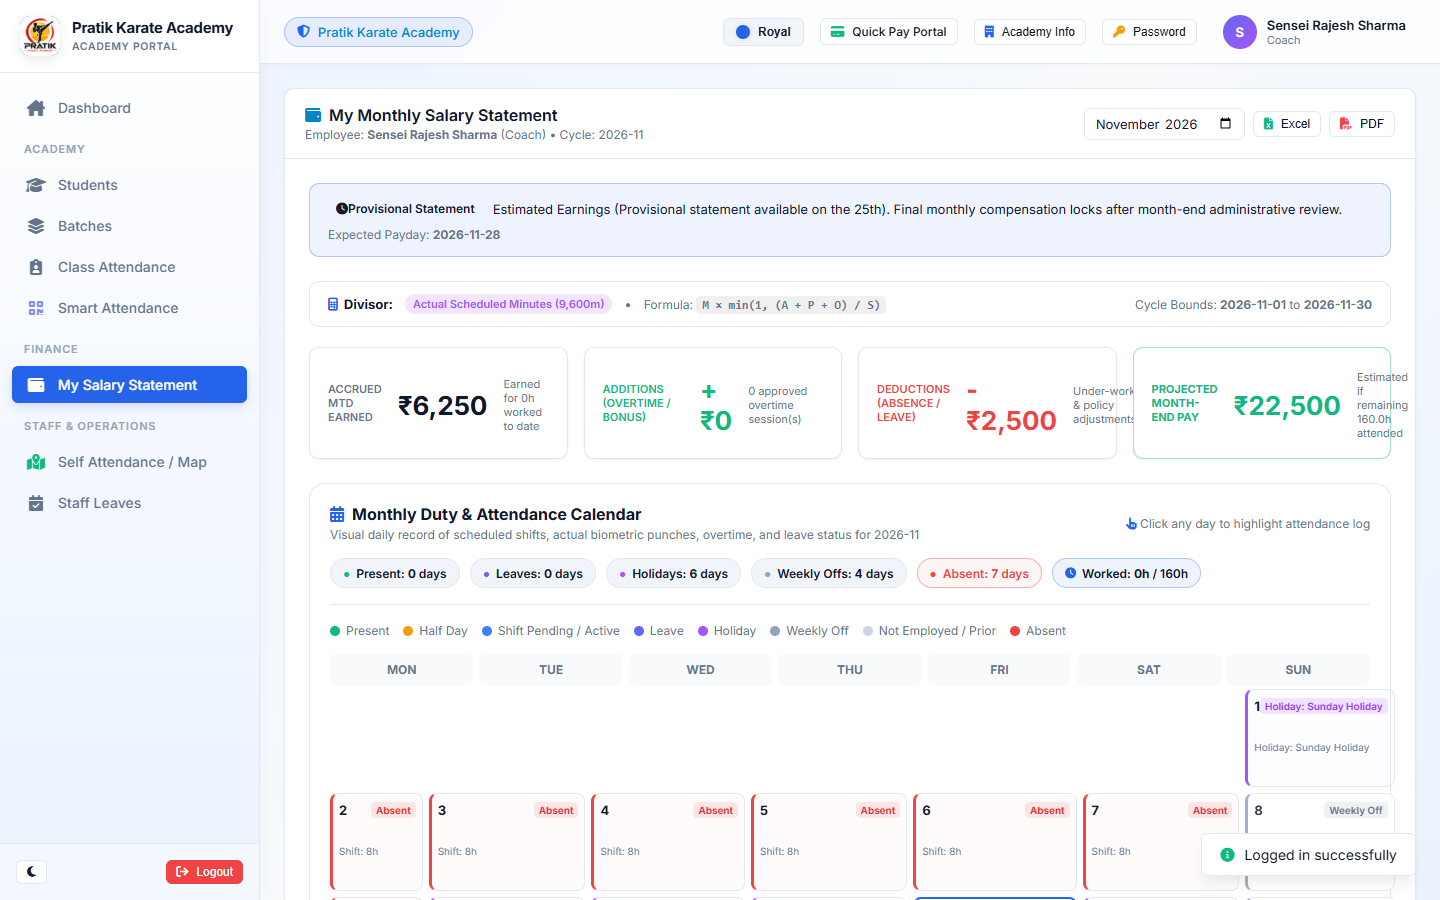 Pratik Karate Academy
ACADEMY PORTAL
PRATIK
Pratik Karate Academy
Royal
Quick Pay Portal
Academy Info
Password
S
Sensei Rajesh Sharma
Coach
Dashboard
ACADEMY
Students
Batches
Class Attendance
Smart Attendance
FINANCE
My Salary Statement
STAFF & OPERATIONS
Self Attendance / Map
Staff Leaves
Logout
My Monthly Salary Statement
Employee: Sensei Rajesh Sharma (Coach) • Cycle: 2026-11
November 2026
Excel
PDF
Provisional Statement Estimated Earnings (Provisional statement available on the 25th). Final monthly compensation locks after month-end administrative review.
Expected Payday: 2026-11-28
Divisor: Actual Scheduled Minutes (9,600m) • Formula: M × min(1, (A + P + O) / S)
Cycle Bounds: 2026-11-01 to 2026-11-30
ACCRUED
MTD
EARNED
₹6,250
Earned
for 0h
worked
to date
ADDITIONS
(OVERTIME /
BONUS)
+
₹0
0 approved
overtime
session(s)
DEDUCTIONS
(ABSENCE /
LEAVE)
-
₹2,500
Under-work
& policy
adjustments
PROJECTED
MONTH-
END PAY
₹22,500
Estimated
if
remaining
160.0h
attended
Monthly Duty & Attendance Calendar
Visual daily record of scheduled shifts, actual biometric punches, overtime, and leave status for 2026-11
Click any day to highlight attendance log
Present: 0 days
Leaves: 0 days
Holidays: 6 days
Weekly Offs: 4 days
Absent: 7 days
Worked: 0h / 160h
Present
Half Day
Shift Pending / Active
Leave
Holiday
Weekly Off
Not Employed / Prior
Absent
MON TUE WED THU FRI SAT SUN
1 Holiday: Sunday Holiday
Holiday: Sunday Holiday
2 Absent
Shift: 8h
3 Absent
Shift: 8h
4 Absent
Shift: 8h
5 Absent
Shift: 8h
6 Absent
Shift: 8h
7 Absent
Shift: 8h
8 Weekly Off
Logged in successfully